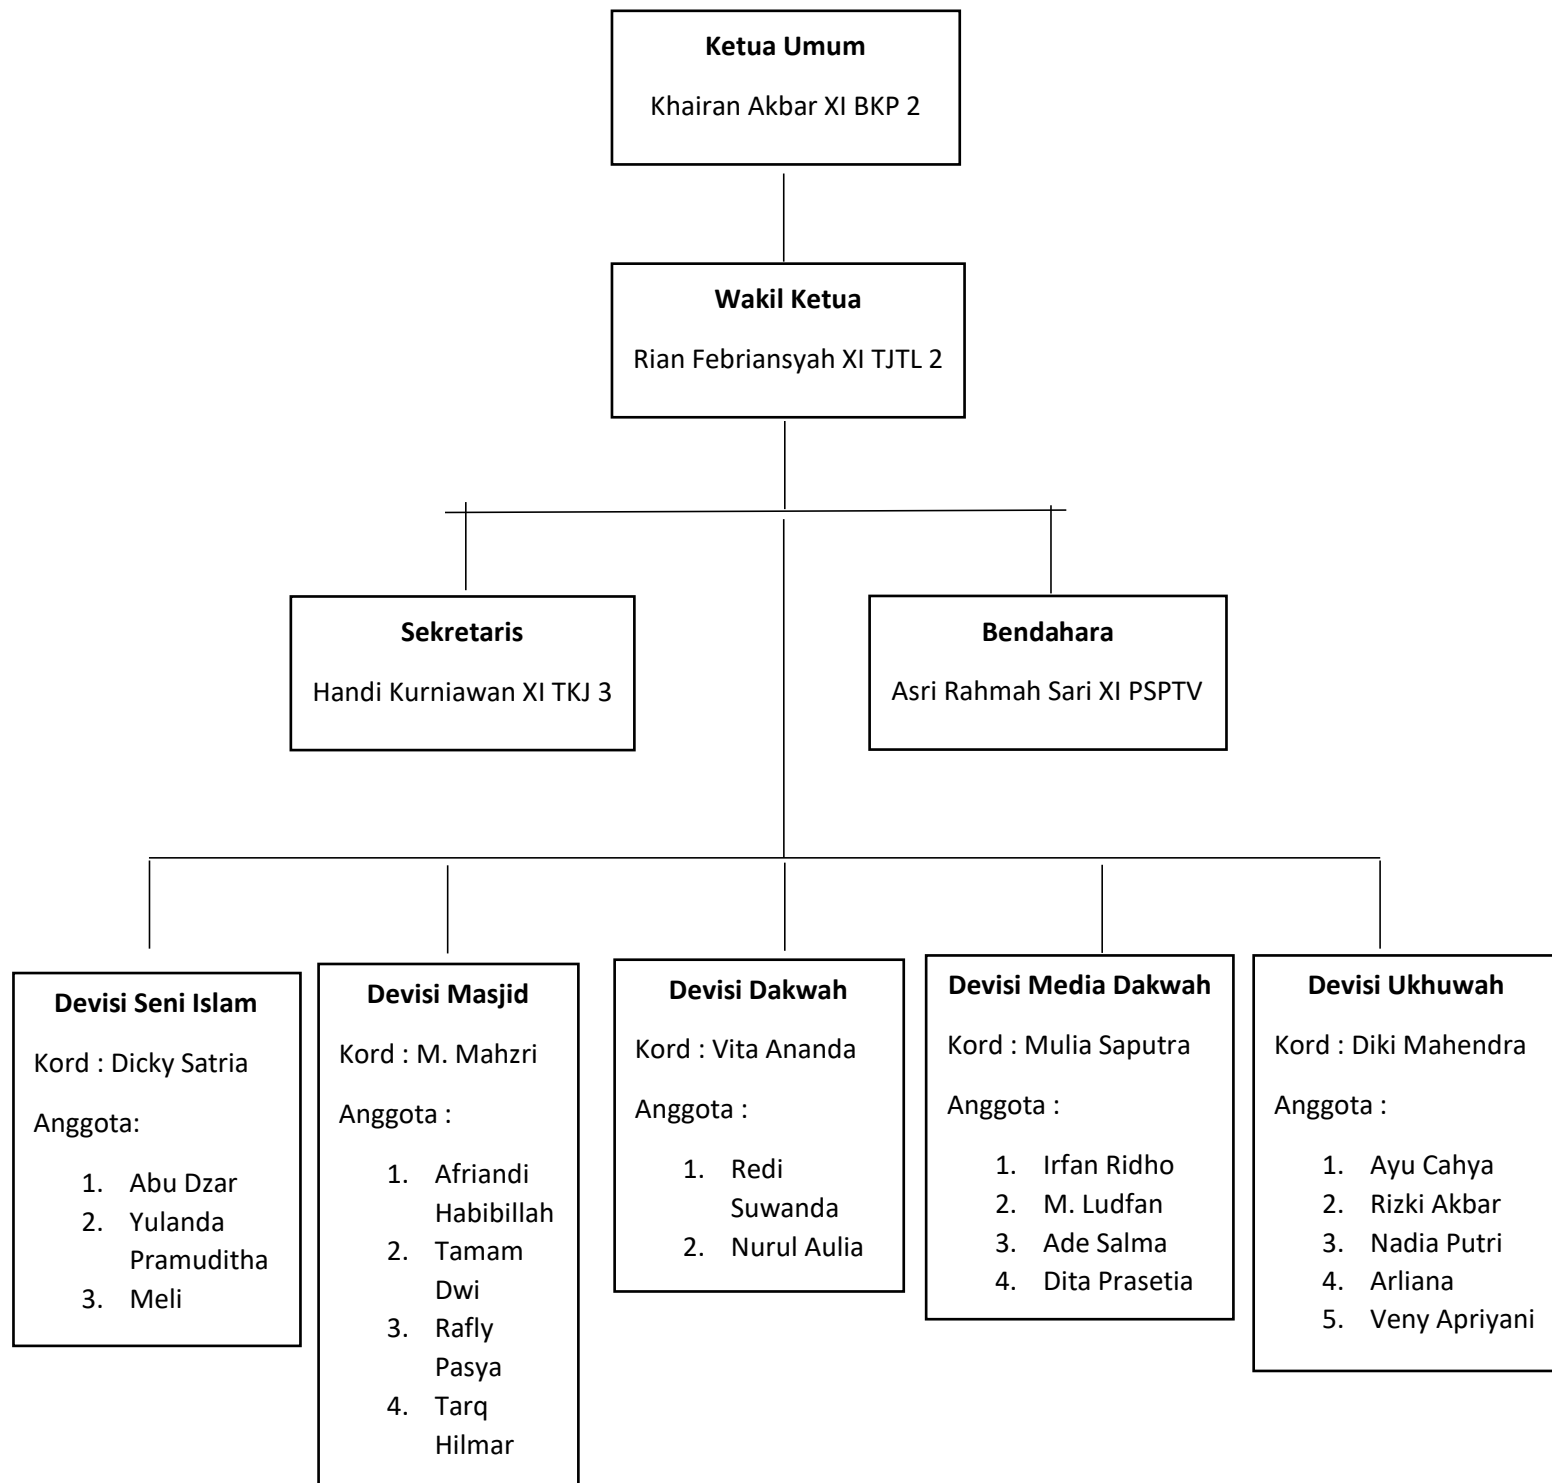 Ketua Umum
Khairan Akbar XI BKP 2
Wakil Ketua
Rian Febriansyah XI TJTL 2
Sekretaris
Handi Kurniawan XI TKJ 3
Bendahara
Asri Rahmah Sari XI PSPTV
Devisi Seni Islam
Kord : Dicky Satria
Anggota:
1. Abu Dzar
2. Yulanda
Pramuditha
3. Meli
Devisi Masjid
Kord : M. Mahzri
Anggota :
1. Afriandi
Habibillah
2. Tamam
Dwi
3. Rafly
Pasya
4. Tarq
Hilmar
Devisi Dakwah
Kord : Vita Ananda
Anggota :
1. Redi
Suwanda
2. Nurul Aulia
Devisi Media Dakwah
Kord : Mulia Saputra
Anggota :
1. Irfan Ridho
2. M. Ludfan
3. Ade Salma
4. Dita Prasetia
Devisi Ukhuwah
Kord : Diki Mahendra
Anggota :
1. Ayu Cahya
2. Rizki Akbar
3. Nadia Putri
4. Arliana
5. Veny Apriyani